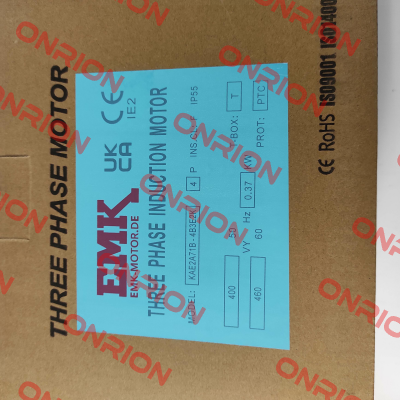 THREE PHASE MOTOR
EMK
EMK-MOTOR.DE
UK
CA
CE
IE2
THREE PHASE INDUCTION MOTOR
MODEL:
4 P INS.CL. F IP55
400
VY
50
Hz
0.37
KW
T.BOX: T
460
60
PROT: PTC
CE RoHS ISO9001 ISO1400
ONRION